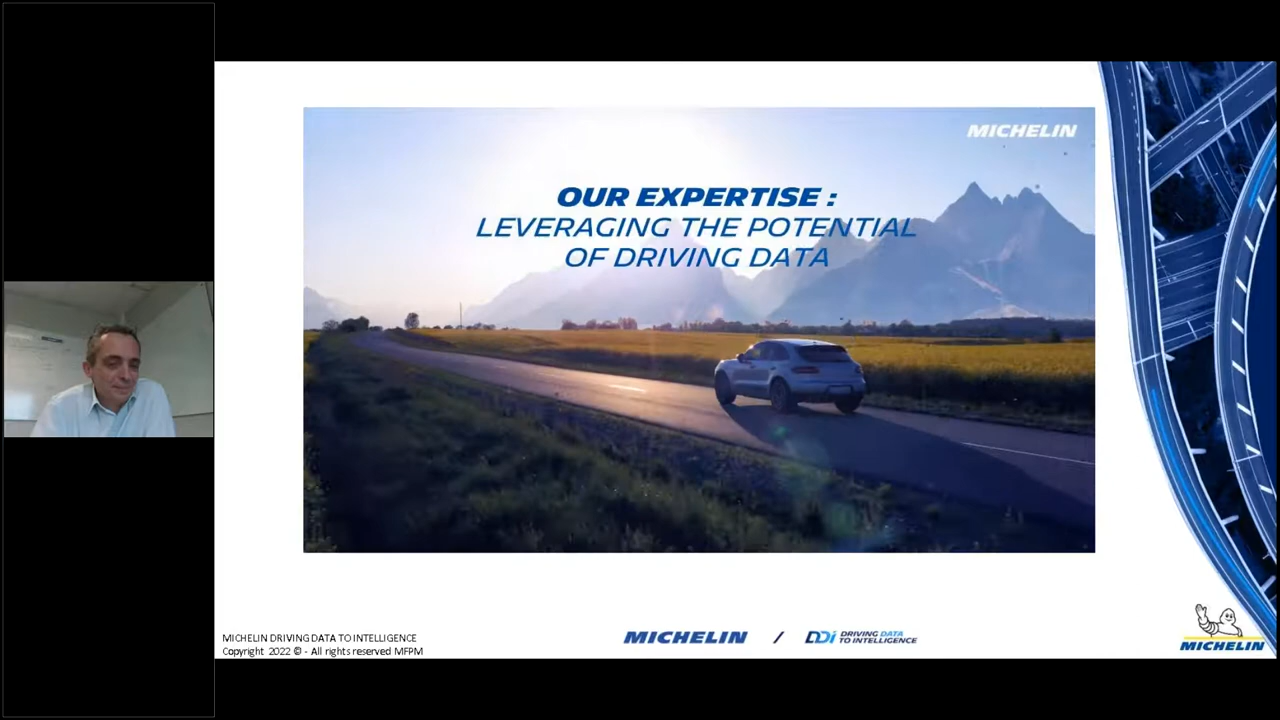 MICHELIN
OUR EXPERTISE :
LEVERAGING THE POTENTIAL
OF DRIVING DATA
MICHELIN DRIVING DATA TO INTELLIGENCE
Copyright 2022 © - All rights reserved MFPM
MICHELIN / DDi DRIVING DATA
TO INTELLIGENCE
MICHELIN